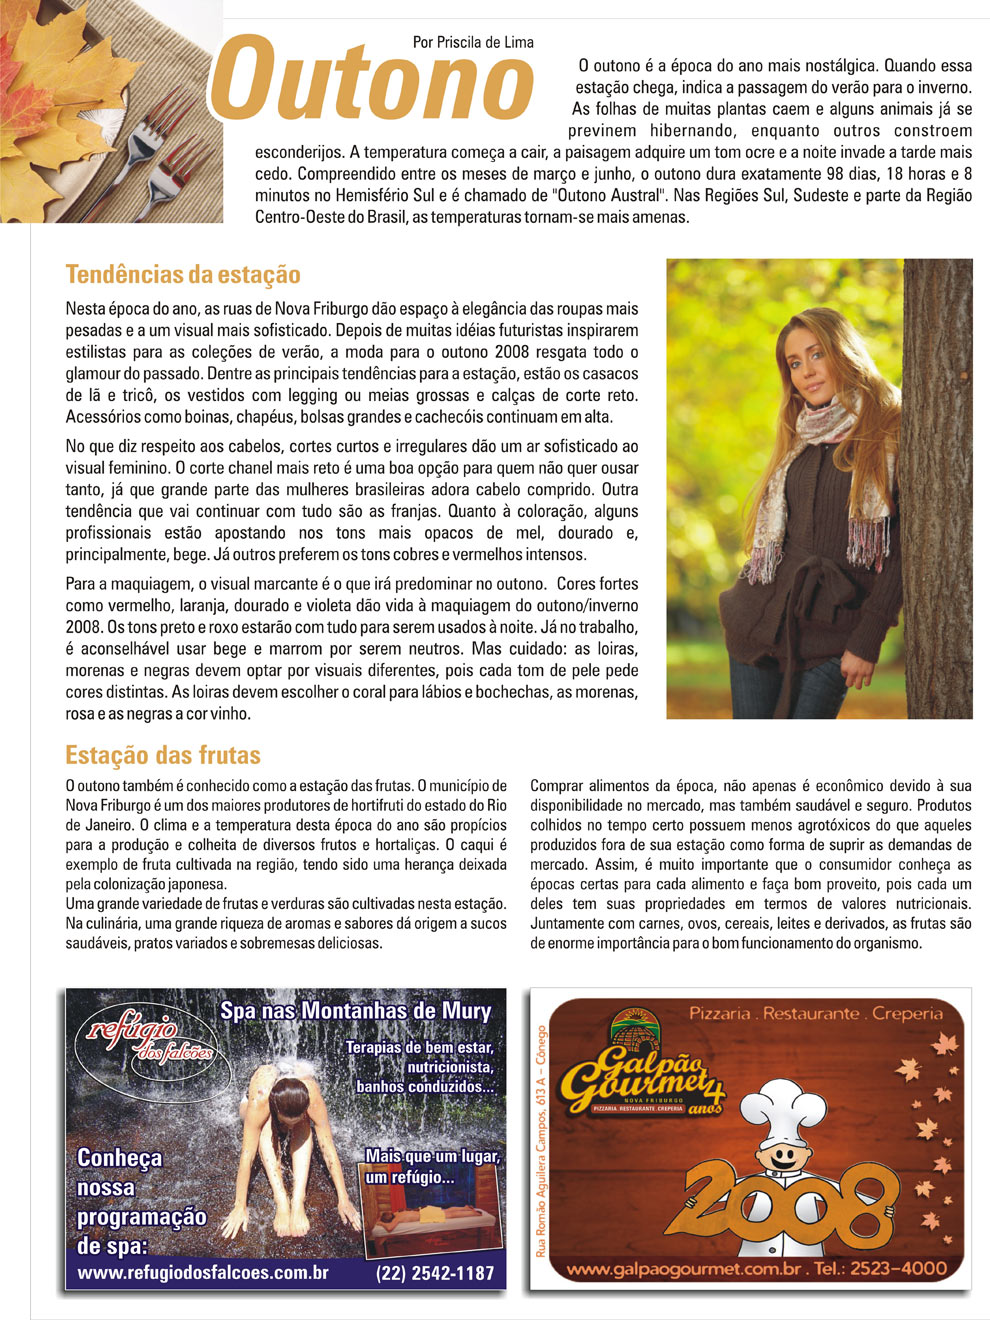 Por Priscila de Lima
Outono
O outono é a época do ano mais nostálgica. Quando essa
estação chega, indica a passagem do verão para o inverno.
As folhas de muitas plantas caem e alguns animais já se
previnem hibernando, enquanto outros constroem
esconderijos. A temperatura começa a cair, a paisagem adquire um tom ocre e a noite invade a tarde mais
cedo. Compreendido entre os meses de março e junho, o outono dura exatamente 98 dias, 18 horas e 8
minutos no Hemisfério Sul e é chamado de "Outono Austral". Nas Regiões Sul, Sudeste e parte da Região
Centro-Oeste do Brasil, as temperaturas tornam-se mais amenas.
Tendências da estação
Nesta época do ano, as ruas de Nova Friburgo dão espaço à elegância das roupas mais
pesadas e a um visual mais sofisticado. Depois de muitas idéias futuristas inspirarem
estilistas para as coleções de verão, a moda para o outono 2008 resgata todo o
glamour do passado. Dentre as principais tendências para a estação, estão os casacos
de lã e tricô, os vestidos com legging ou meias grossas e calças de corte reto.
Acessórios como boinas, chapéus, bolsas grandes e cachecóis continuam em alta.
No que diz respeito aos cabelos, cortes curtos e irregulares dão um ar sofisticado ao
visual feminino. O corte chanel mais reto é uma boa opção para quem não quer ousar
tanto, já que grande parte das mulheres brasileiras adora cabelo comprido. Outra
tendência que vai continuar com tudo são as franjas. Quanto à coloração, alguns
profissionais estão apostando nos tons mais opacos de mel, dourado e,
principalmente, bege. Já outros preferem os tons cobres e vermelhos intensos.
Para a maquiagem, o visual marcante é o que irá predominar no outono. Cores fortes
como vermelho, laranja, dourado e violeta dão vida à maquiagem do outono/inverno
2008. Os tons preto e roxo estarão com tudo para serem usados à noite. Já no trabalho,
é aconselhável usar bege e marrom por serem neutros. Mas cuidado: as loiras,
morenas e negras devem optar por visuais diferentes, pois cada tom de pele pede
cores distintas. As loiras devem escolher o coral para lábios e bochechas, as morenas,
rosa e as negras a cor vinho.
Estação das frutas
O outono também é conhecido como a estação das frutas. O município de
Nova Friburgo é um dos maiores produtores de hortifruti do estado do Rio
de Janeiro. O clima e a temperatura desta época do ano são propícios
para a produção e colheita de diversos frutos e hortaliças. O caqui é
exemplo de fruta cultivada na região, tendo sido uma herança deixada
pela colonização japonesa.
Uma grande variedade de frutas e verduras são cultivadas nesta estação.
Na culinária, uma grande riqueza de aromas e sabores dá origem a sucos
saudáveis, pratos variados e sobremesas deliciosas.
Comprar alimentos da época, não apenas é econômico devido à sua
disponibilidade no mercado, mas também saudável e seguro. Produtos
colhidos no tempo certo possuem menos agrotóxicos do que aqueles
produzidos fora de sua estação como forma de suprir as demandas de
mercado. Assim, é muito importante que o consumidor conheça as
épocas certas para cada alimento e faça bom proveito, pois cada um
deles tem suas propriedades em termos de valores nutricionais.
Juntamente com carnes, ovos, cereais, leites e derivados, as frutas são
de enorme importância para o bom funcionamento do organismo.
refúgio
dos falcões
Spa nas Montanhas de Mury
Terapias de bem estar,
nutricionista,
banhos conduzidos...
Mais que um lugar,
um refúgio...
Conheça
nossa
programação
de spa:
www.refugiodosfalcoes.com.br (22) 2542-1187
Pizzaria . Restaurante . Creperia
Galpão
Gourmet 4
NOVA FRIBURGO
anos
PIZZARIA . RESTAURANTE . CREPERIA
Rua Romão Aguilera Campos, 613 A – Cônego
2008
www.galpaogourmet.com.br . Tel.: 2523-4000